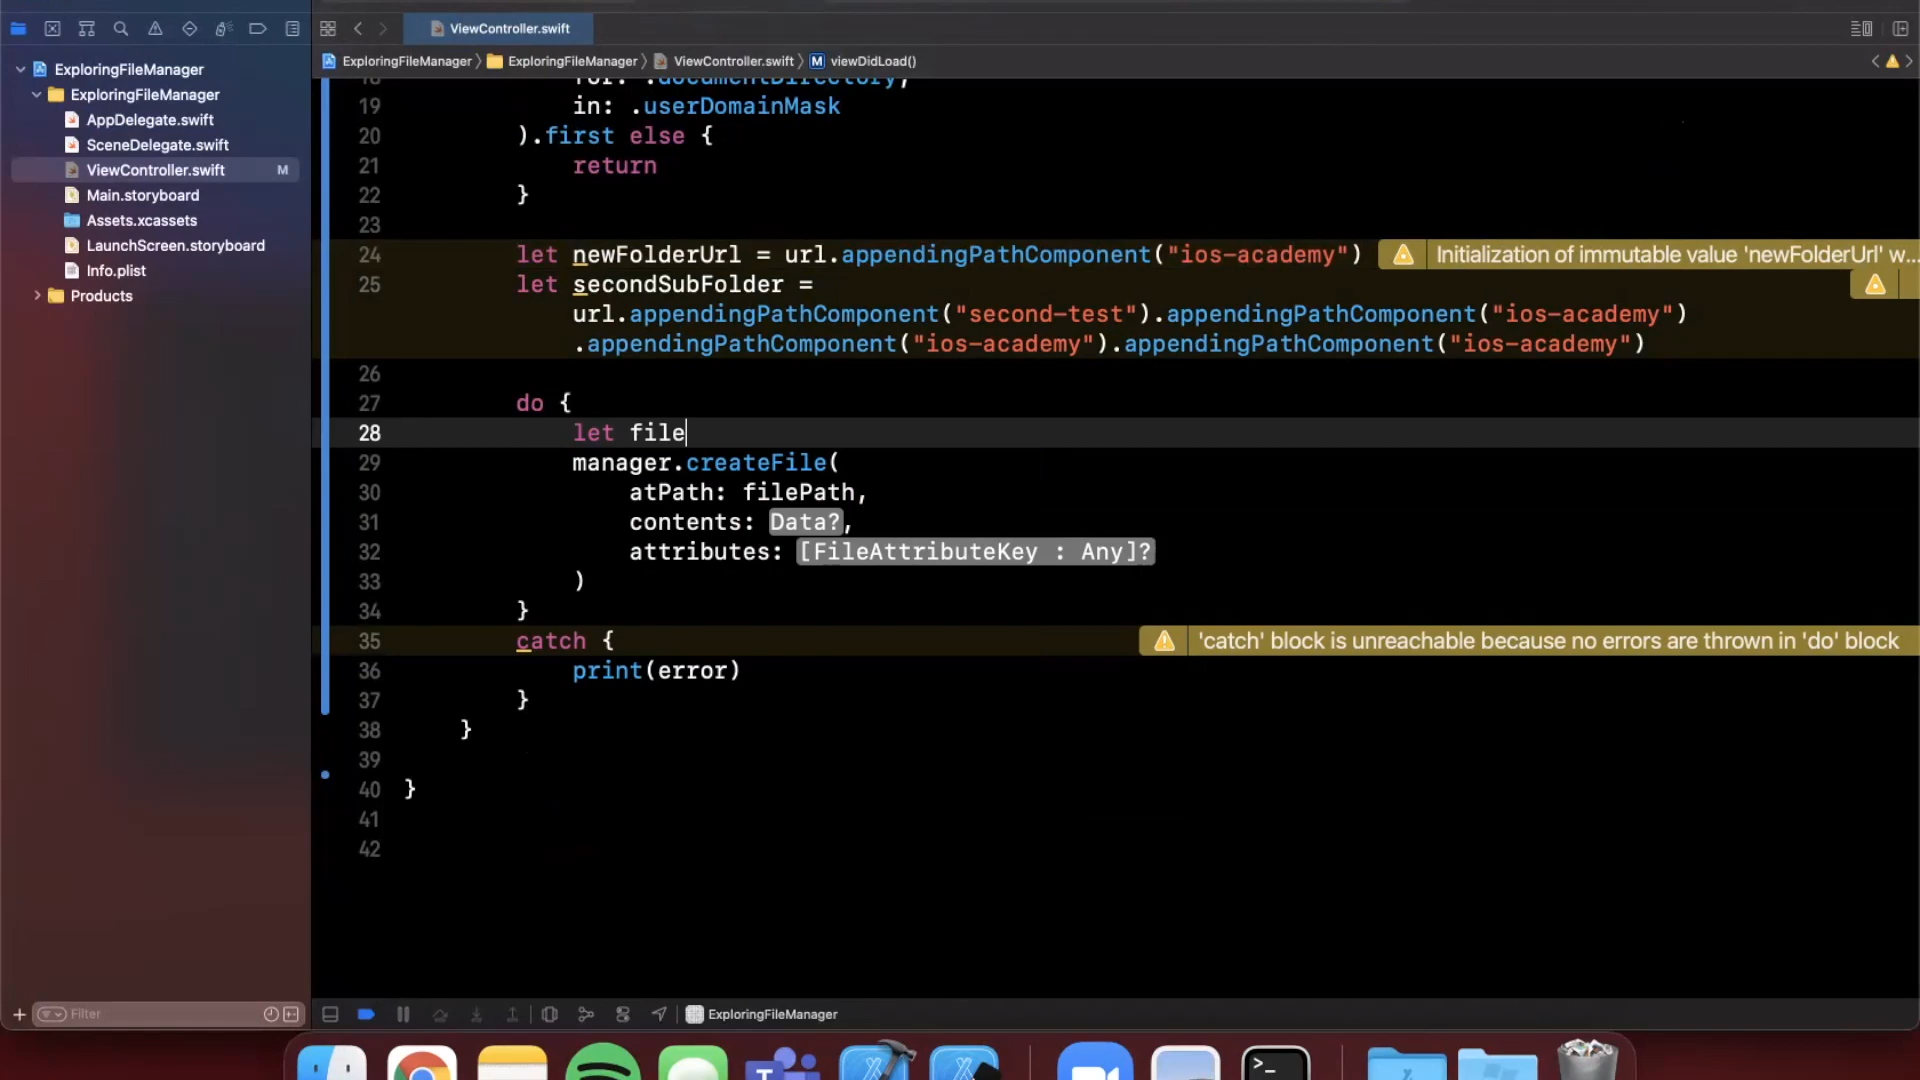 ViewController.swift
ExploringFileManager
ExploringFileManager
ViewController.swift
M
viewDidLoad()
ExploringFileManager
ExploringFileManager
AppDelegate.swift
SceneDelegate.swift
ViewController.swift
M
Main.storyboard
Assets.xcassets
LaunchScreen.storyboard
Info.plist
Products
18 for: .documentDirectory,
19 in: .userDomainMask
20 ).first else {
21 return
22 }
23
24 let newFolderUrl = url.appendingPathComponent("ios-academy")
Initialization of immutable value 'newFolderUrl' w...
25 let secondSubFolder =
url.appendingPathComponent("second-test").appendingPathComponent("ios-academy")
.appendingPathComponent("ios-academy").appendingPathComponent("ios-academy")
26
27 do {
28 let file
29 manager.createFile(
30 atPath: filePath,
31 contents: Data?,
32 attributes: [FileAttributeKey : Any]?
33 )
34 }
35 catch {
'catch' block is unreachable because no errors are thrown in 'do' block
36 print(error)
37 }
38 }
39
40 }
41
42
Filter
ExploringFileManager
T
>_